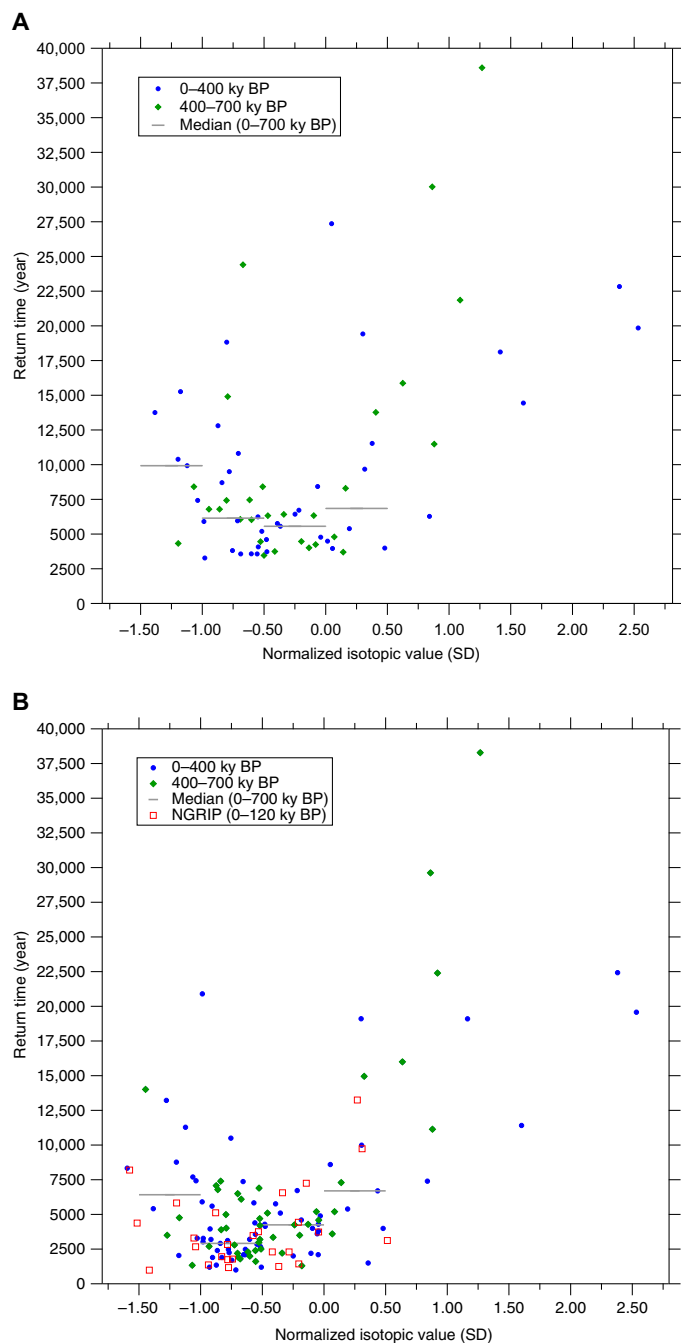 A
40,000
37,500
35,000
32,500
30,000
27,500
25,000
22,500
20,000
17,500
15,000
12,500
10,000
7500
5000
2500
0
Return time (year)
0–400 ky BP
400–700 ky BP
Median (0–700 ky BP)
–1.50 –1.00 –0.50 0.00 0.50 1.00 1.50 2.00 2.50
Normalized isotopic value (SD)
B
40,000
37,500
35,000
32,500
30,000
27,500
25,000
22,500
20,000
17,500
15,000
12,500
10,000
7500
5000
2500
0
Return time (year)
0–400 ky BP
400–700 ky BP
Median (0–700 ky BP)
NGRIP (0–120 ky BP)
–1.50 –1.00 –0.50 0.00 0.50 1.00 1.50 2.00 2.50
Normalized isotopic value (SD)